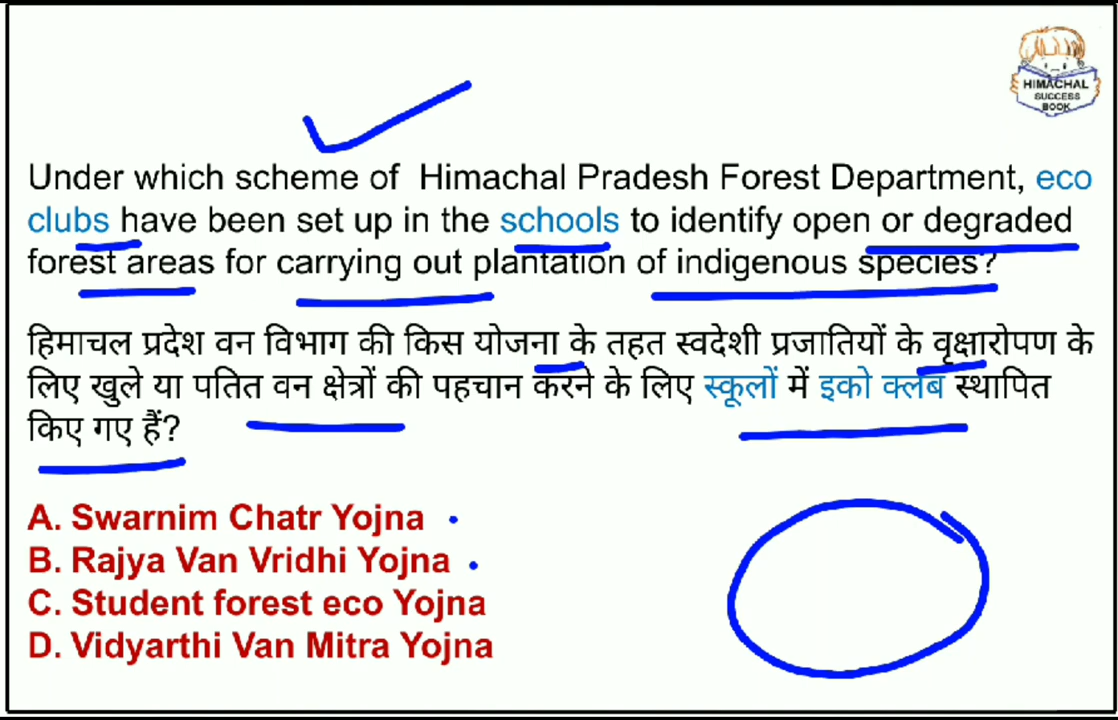 HIMACHAL
SUCCESS
BOOK
Under which scheme of Himachal Pradesh Forest Department, eco
clubs have been set up in the schools to identify open or degraded
forest areas for carrying out plantation of indigenous species?
हिमाचल प्रदेश वन विभाग की किस योजना के तहत स्वदेशी प्रजातियों के वृक्षारोपण के
लिए खुले या पतित वन क्षेत्रों की पहचान करने के लिए स्कूलों में इको क्लब स्थापित
किए गए हैं?
A. Swarnim Chatr Yojna
B. Rajya Van Vridhi Yojna
C. Student forest eco Yojna
D. Vidyarthi Van Mitra Yojna